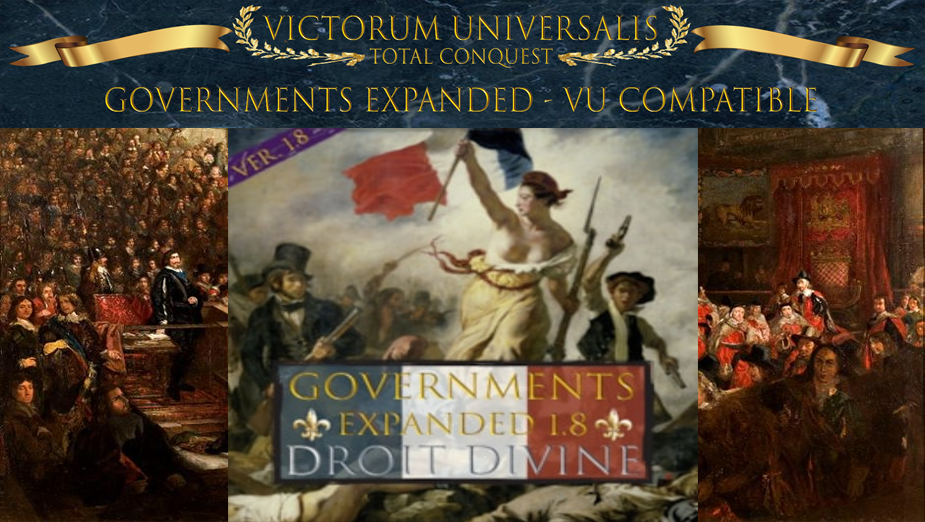 VICTORUM UNIVERSALIS
TOTAL CONQUEST
GOVERNMENTS EXPANDED - VU COMPATIBLE
VER. 1.8
GOVERNMENTS
EXPANDED 1.8
DROIT DIVINE